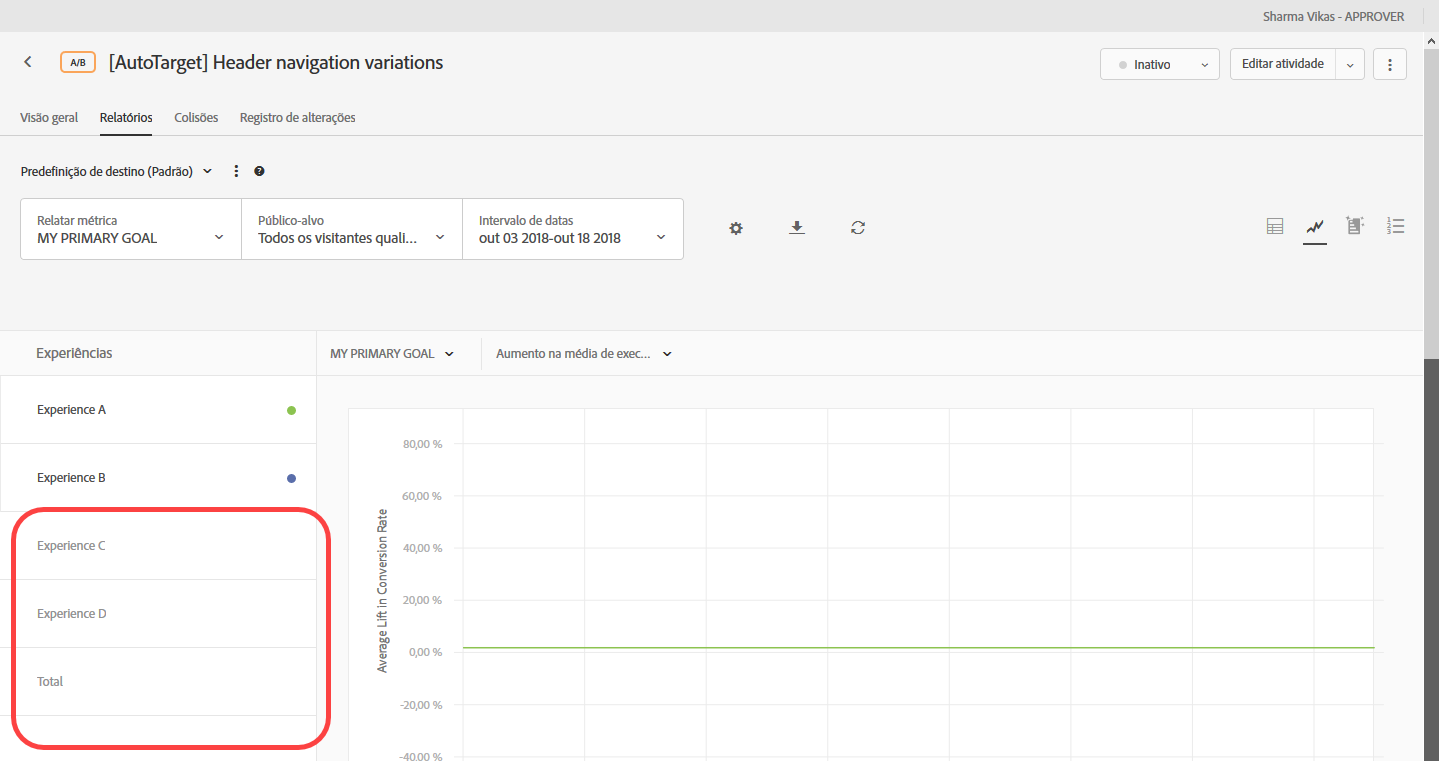 Sharma Vikas - APPROVER
A/B
[AutoTarget] Header navigation variations
Inativo
Editar atividade
Visão geral
Relatórios
Colisões
Registro de alterações
Predefinição de destino (Padrão)
?
Relatar métrica
MY PRIMARY GOAL
Público-alvo
Todos os visitantes quali...
Intervalo de datas
out 03 2018-out 18 2018
1
2
3
Experiências
MY PRIMARY GOAL
Aumento na média de exec...
Experience A
Experience B
Experience C
Experience D
Total
Average Lift in Conversion Rate
80,00 %
60,00 %
40,00 %
20,00 %
0,00 %
-20,00 %
-40,00 %